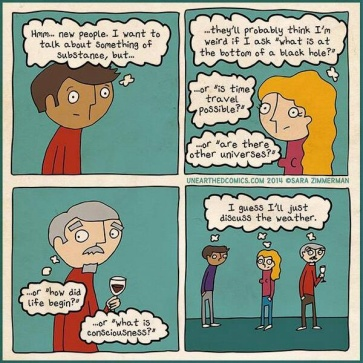 Hmm.. new people. I want to
talk about something of
substance, but...
...they'll probably think I'm
weird if I ask "what is at
the bottom of a black hole?"
...or "is time
travel
possible?"
...or "are there
other universes?"
UNEARTHEDCOMICS.COM 2014 ©SARA ZIMMERMAN
...or "how did
life begin?"
...or "what is
consciousness?"
I guess I'll just
discuss the weather.